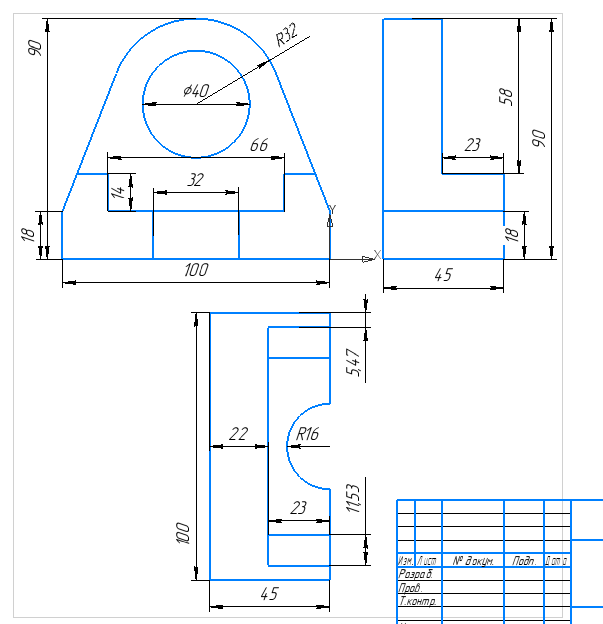 90
R32
⌀40
66
32
14
18
100
Y
X
58
90
23
18
45
5,47
22
R16
23
11,53
100
45
Изм. Лист № докум. Подп. Дата
Разраб.
Пров.
Т.контр.